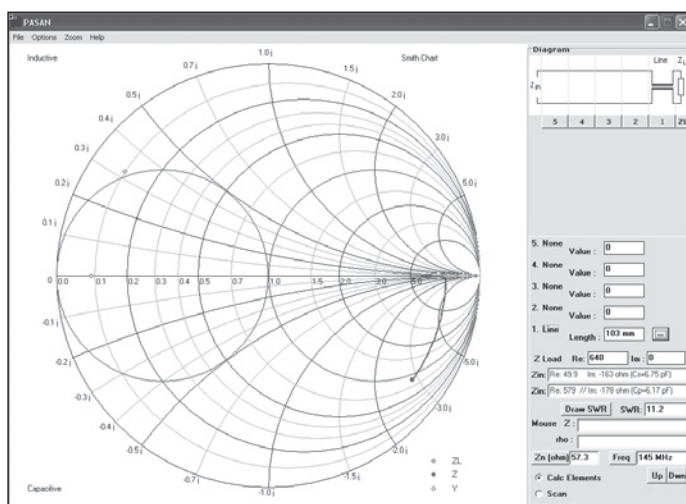 PASAN
File Options Zoom Help
Inductive
Smith Chart
1.0 j
0.7 j
1.5 j
0.5 j
2.0 j
0.4 j
3.0 j
0.3 j
0.2 j
5.0 j
0.1 j
0 0.0 0.1 0.2 0.3 0.4 0.5 0.7 1.0 1.5 2.0 3.0 5.0
-0.1 j
-0.2 j
-5.0 j
-0.3 j
-3.0 j
-0.4 j
-0.5 j
-2.0 j
-0.7 j
-1.5 j
-1.0 j
Capacitive
ZL
Z
Y
Diagram
Line
Zin
5 4 3 2 1 ZL
5. None Value : 0
4. None Value : 0
3. None Value : 0
2. None Value : 0
1. Line Length : 103 mm ...
Z Load Re: 640 Im : 0
Zin: Re: 49.9 Im: -163 ohm (Cs=6.75 pF)
Zin: Re: 579 // Im: -178 ohm (Cp=6.17 pF)
Draw SWR SWR: 11.2
Mouse Z :
rho :
Zn (ohm) 57.3 Freq 145 MHz
Calc Elements
Up Dwn
Scan